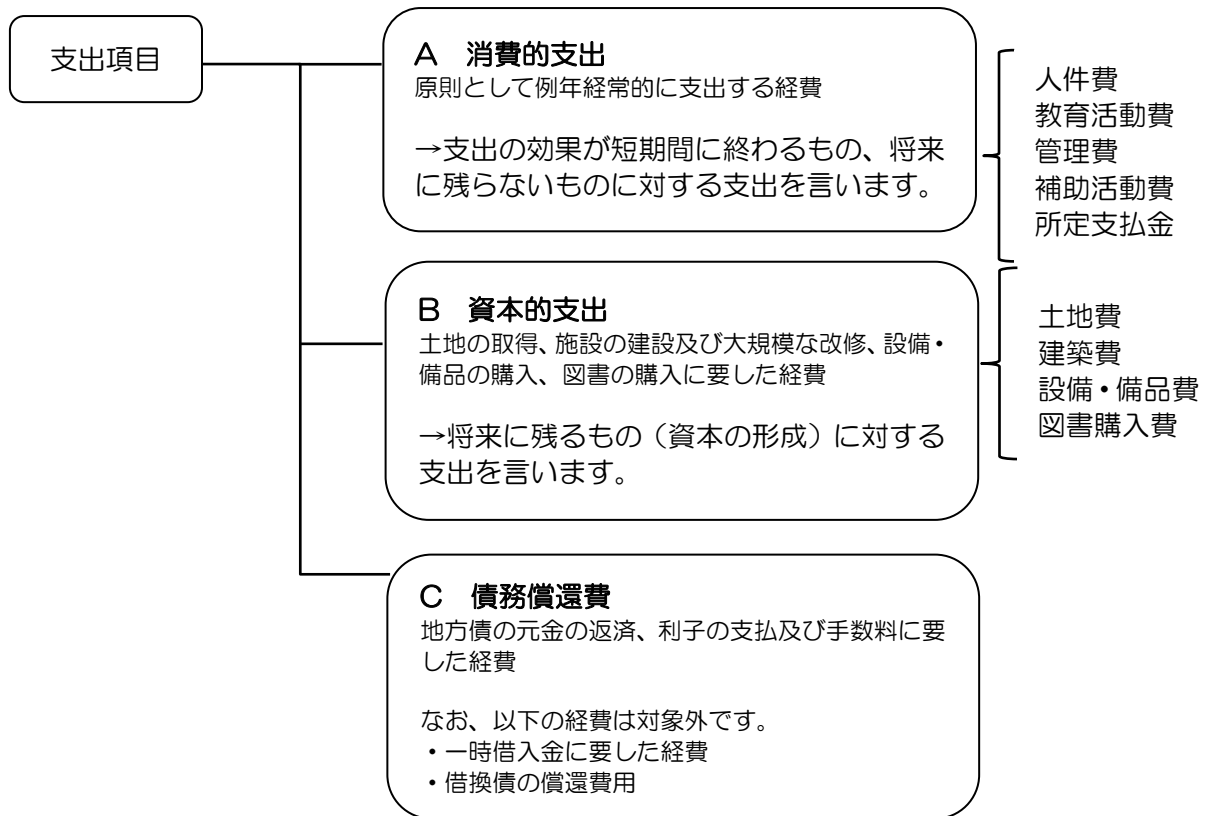 支出項目
A 消費的支出
原則として例年経常的に支出する経費
→支出の効果が短期間に終わるもの、将来
に残らないものに対する支出を言います。
人件費
教育活動費
管理費
補助活動費
所定支払金
B 資本的支出
土地の取得、施設の建設及び大規模な改修、設備・
備品の購入、図書の購入に要した経費
→将来に残るもの（資本の形成）に対する
支出を言います。
土地費
建築費
設備・備品費
図書購入費
C 債務償還費
地方債の元金の返済、利子の支払及び手数料に要
した経費
なお、以下の経費は対象外です。
・一時借入金に要した経費
・借換債の償還費用